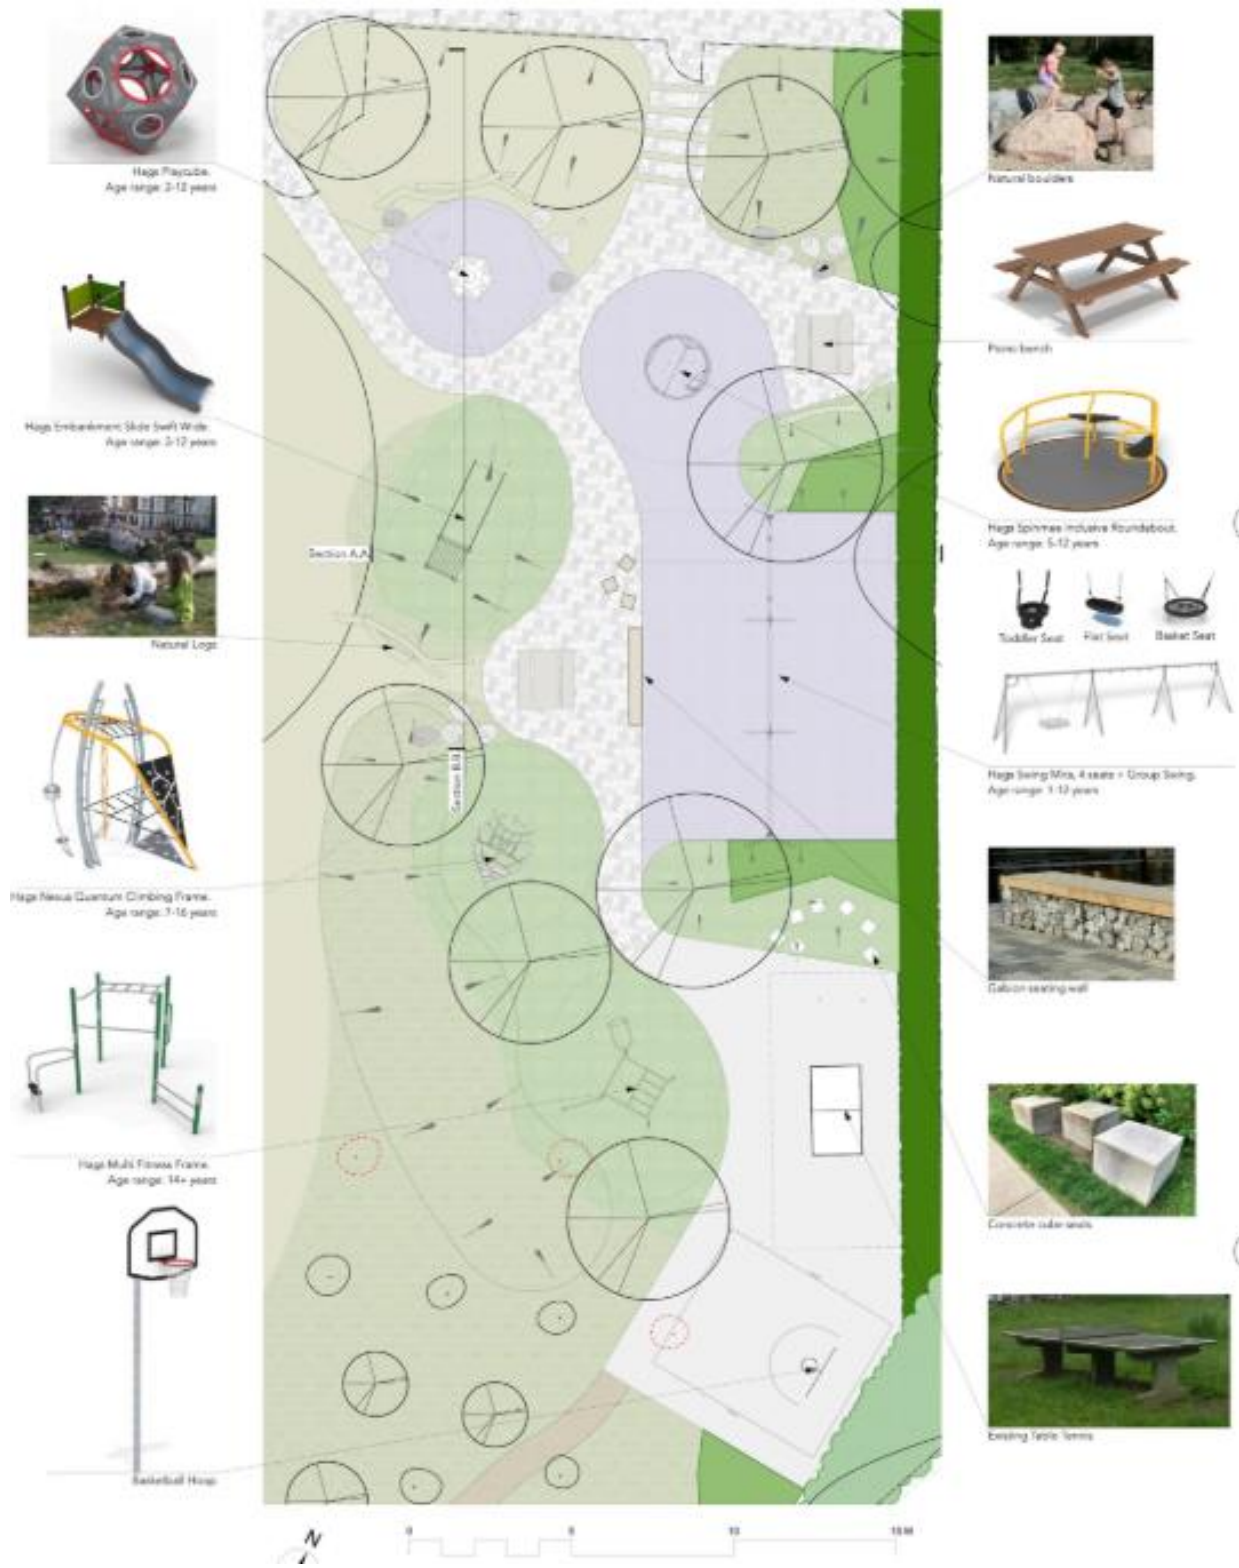 Hags Playcube.
Age range: 2-12 years
Hags Embankment Slide Swift Wide.
Age range: 2-12 years
Natural Logs
Hags Nexus Quantum Climbing Frame.
Age range: 7-16 years
Hags Multi Fitness Frame.
Age range: 14+ years
Basketball Hoop
Section A.A
Section B.B
Natural boulders
Picnic bench
Hags Spinmee Inclusive Roundabout.
Age range: 5-12 years
Toddler Seat
Flat Seat
Basket Seat
Hags Swing Mira, 4 seats + Group Swing.
Age range: 1-12 years
Gabion seating wall
Concrete cube seats
Existing Table Tennis
N
0
5
10